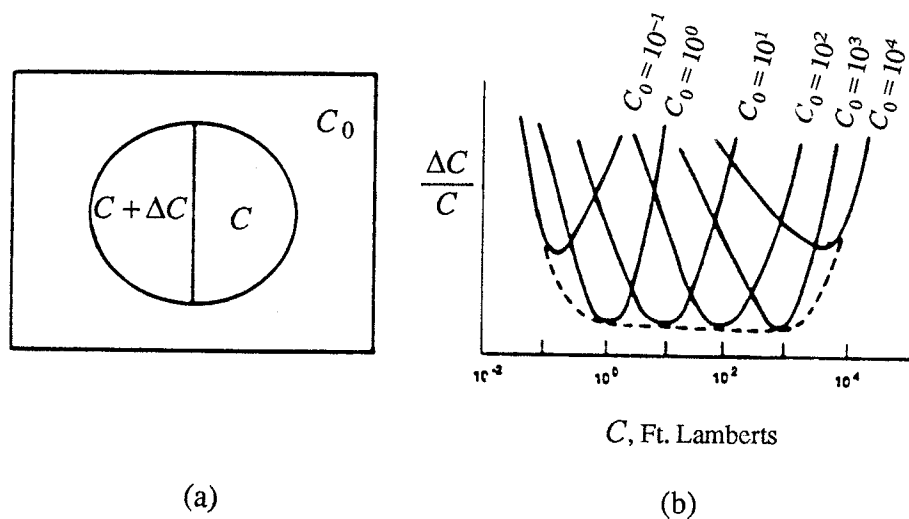 C₀
C + ΔC
C
(a)
C₀ = 10⁻¹
C₀ = 10⁰
C₀ = 10¹
C₀ = 10²
C₀ = 10³
C₀ = 10⁴
ΔC
C
10⁻²
10⁰
10²
10⁴
C, Ft. Lamberts
(b)